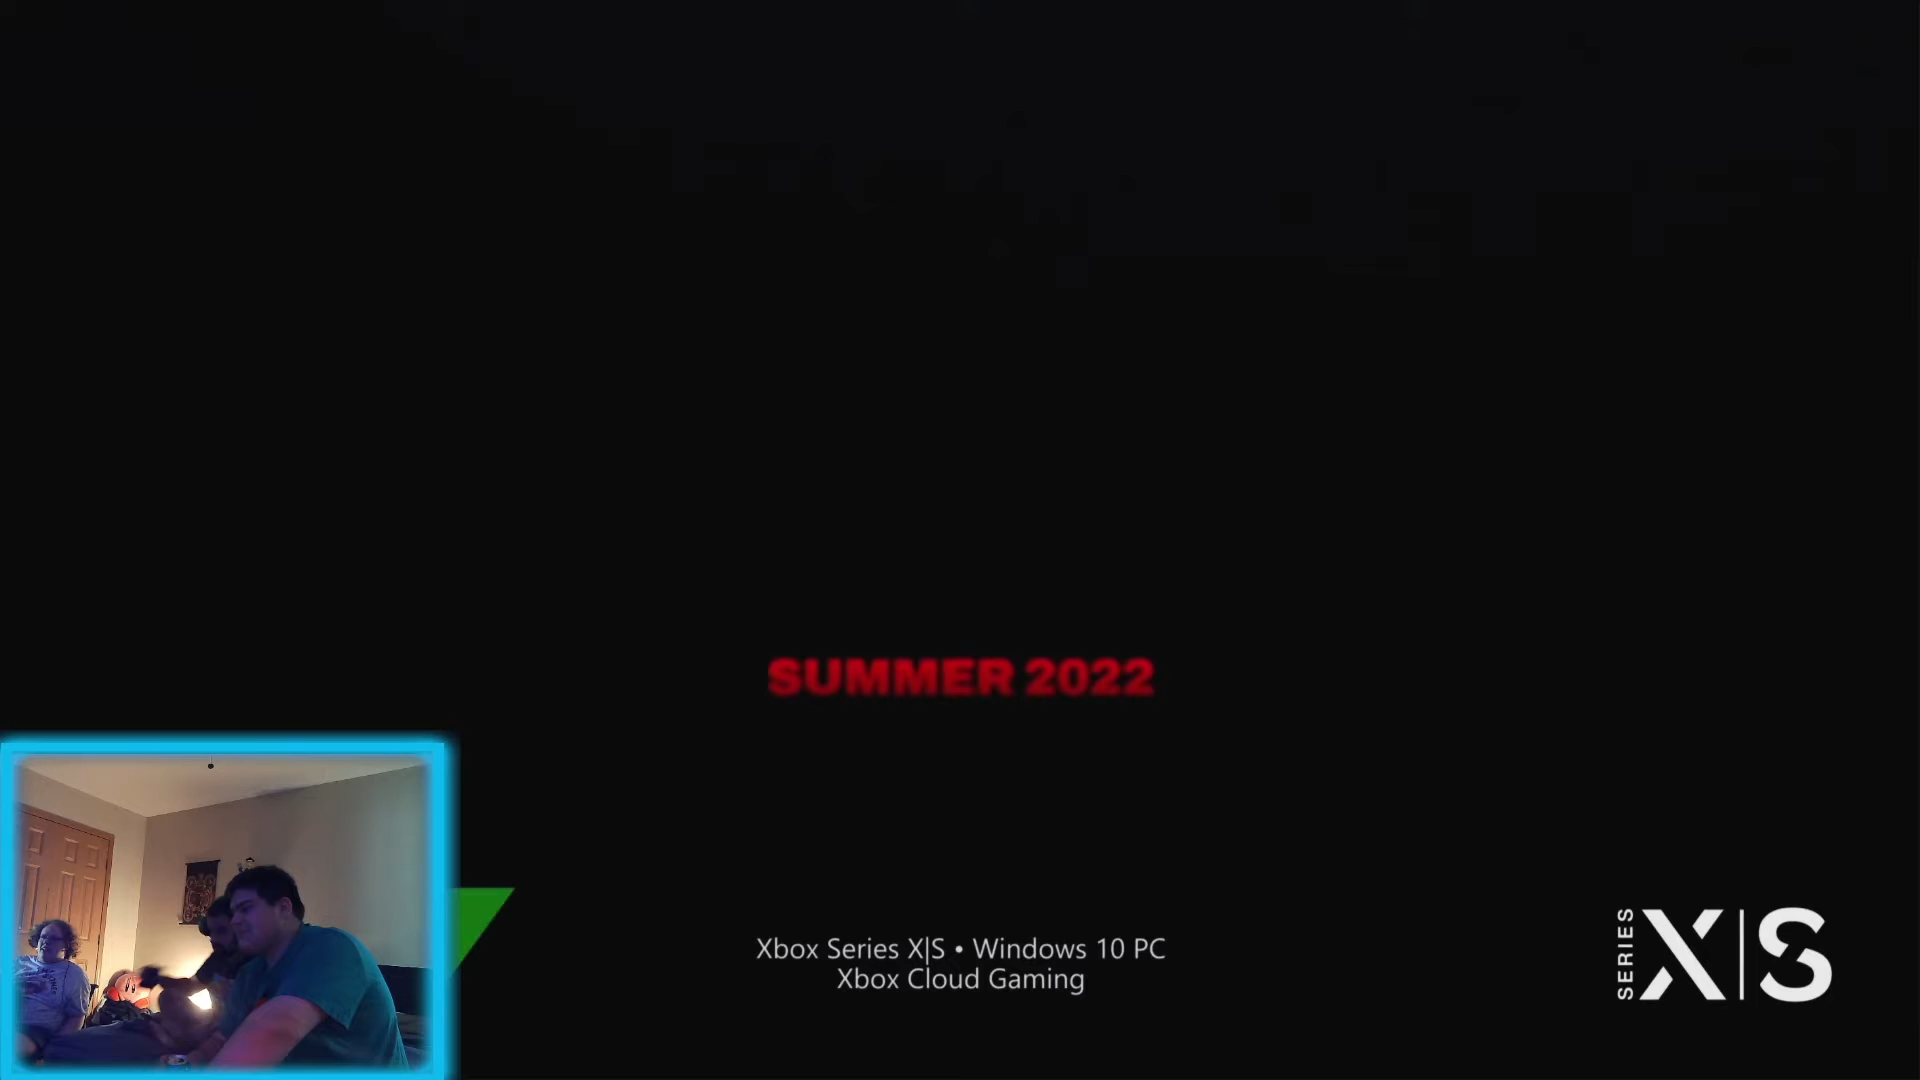 SUMMER 2022
Xbox Series X|S • Windows 10 PC
Xbox Cloud Gaming
SERIES X|S